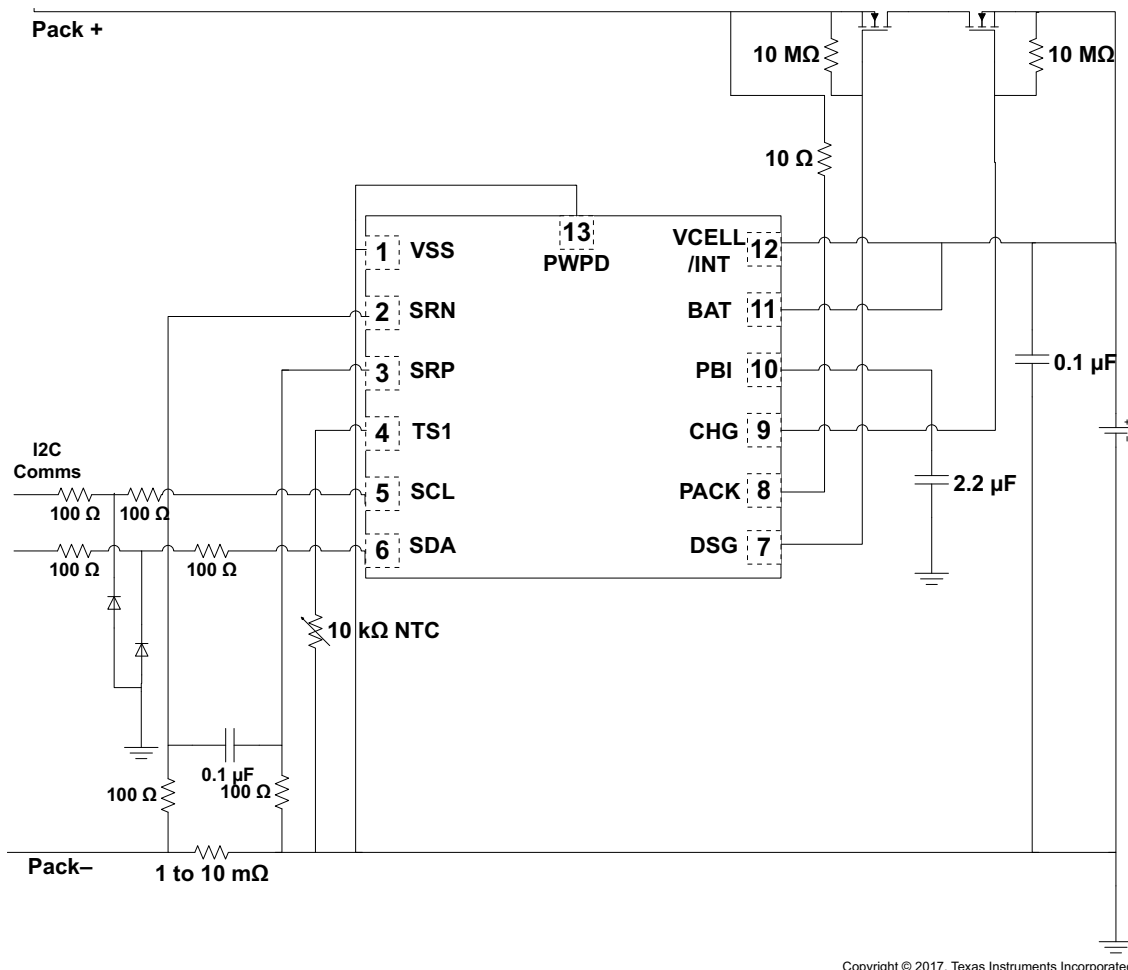 Pack +
10 MΩ
10 MΩ
10 Ω
13
PWPD
1 VSS
2 SRN
3 SRP
4 TS1
5 SCL
6 SDA
VCELL
/INT
12
BAT 11
PBI 10
CHG 9
PACK 8
DSG 7
0.1 µF
2.2 µF
I2C
Comms
100 Ω
100 Ω
100 Ω
100 Ω
10 kΩ NTC
0.1 µF
100 Ω
100 Ω
Pack–
1 to 10 mΩ
Copyright © 2017, Texas Instruments Incorporated